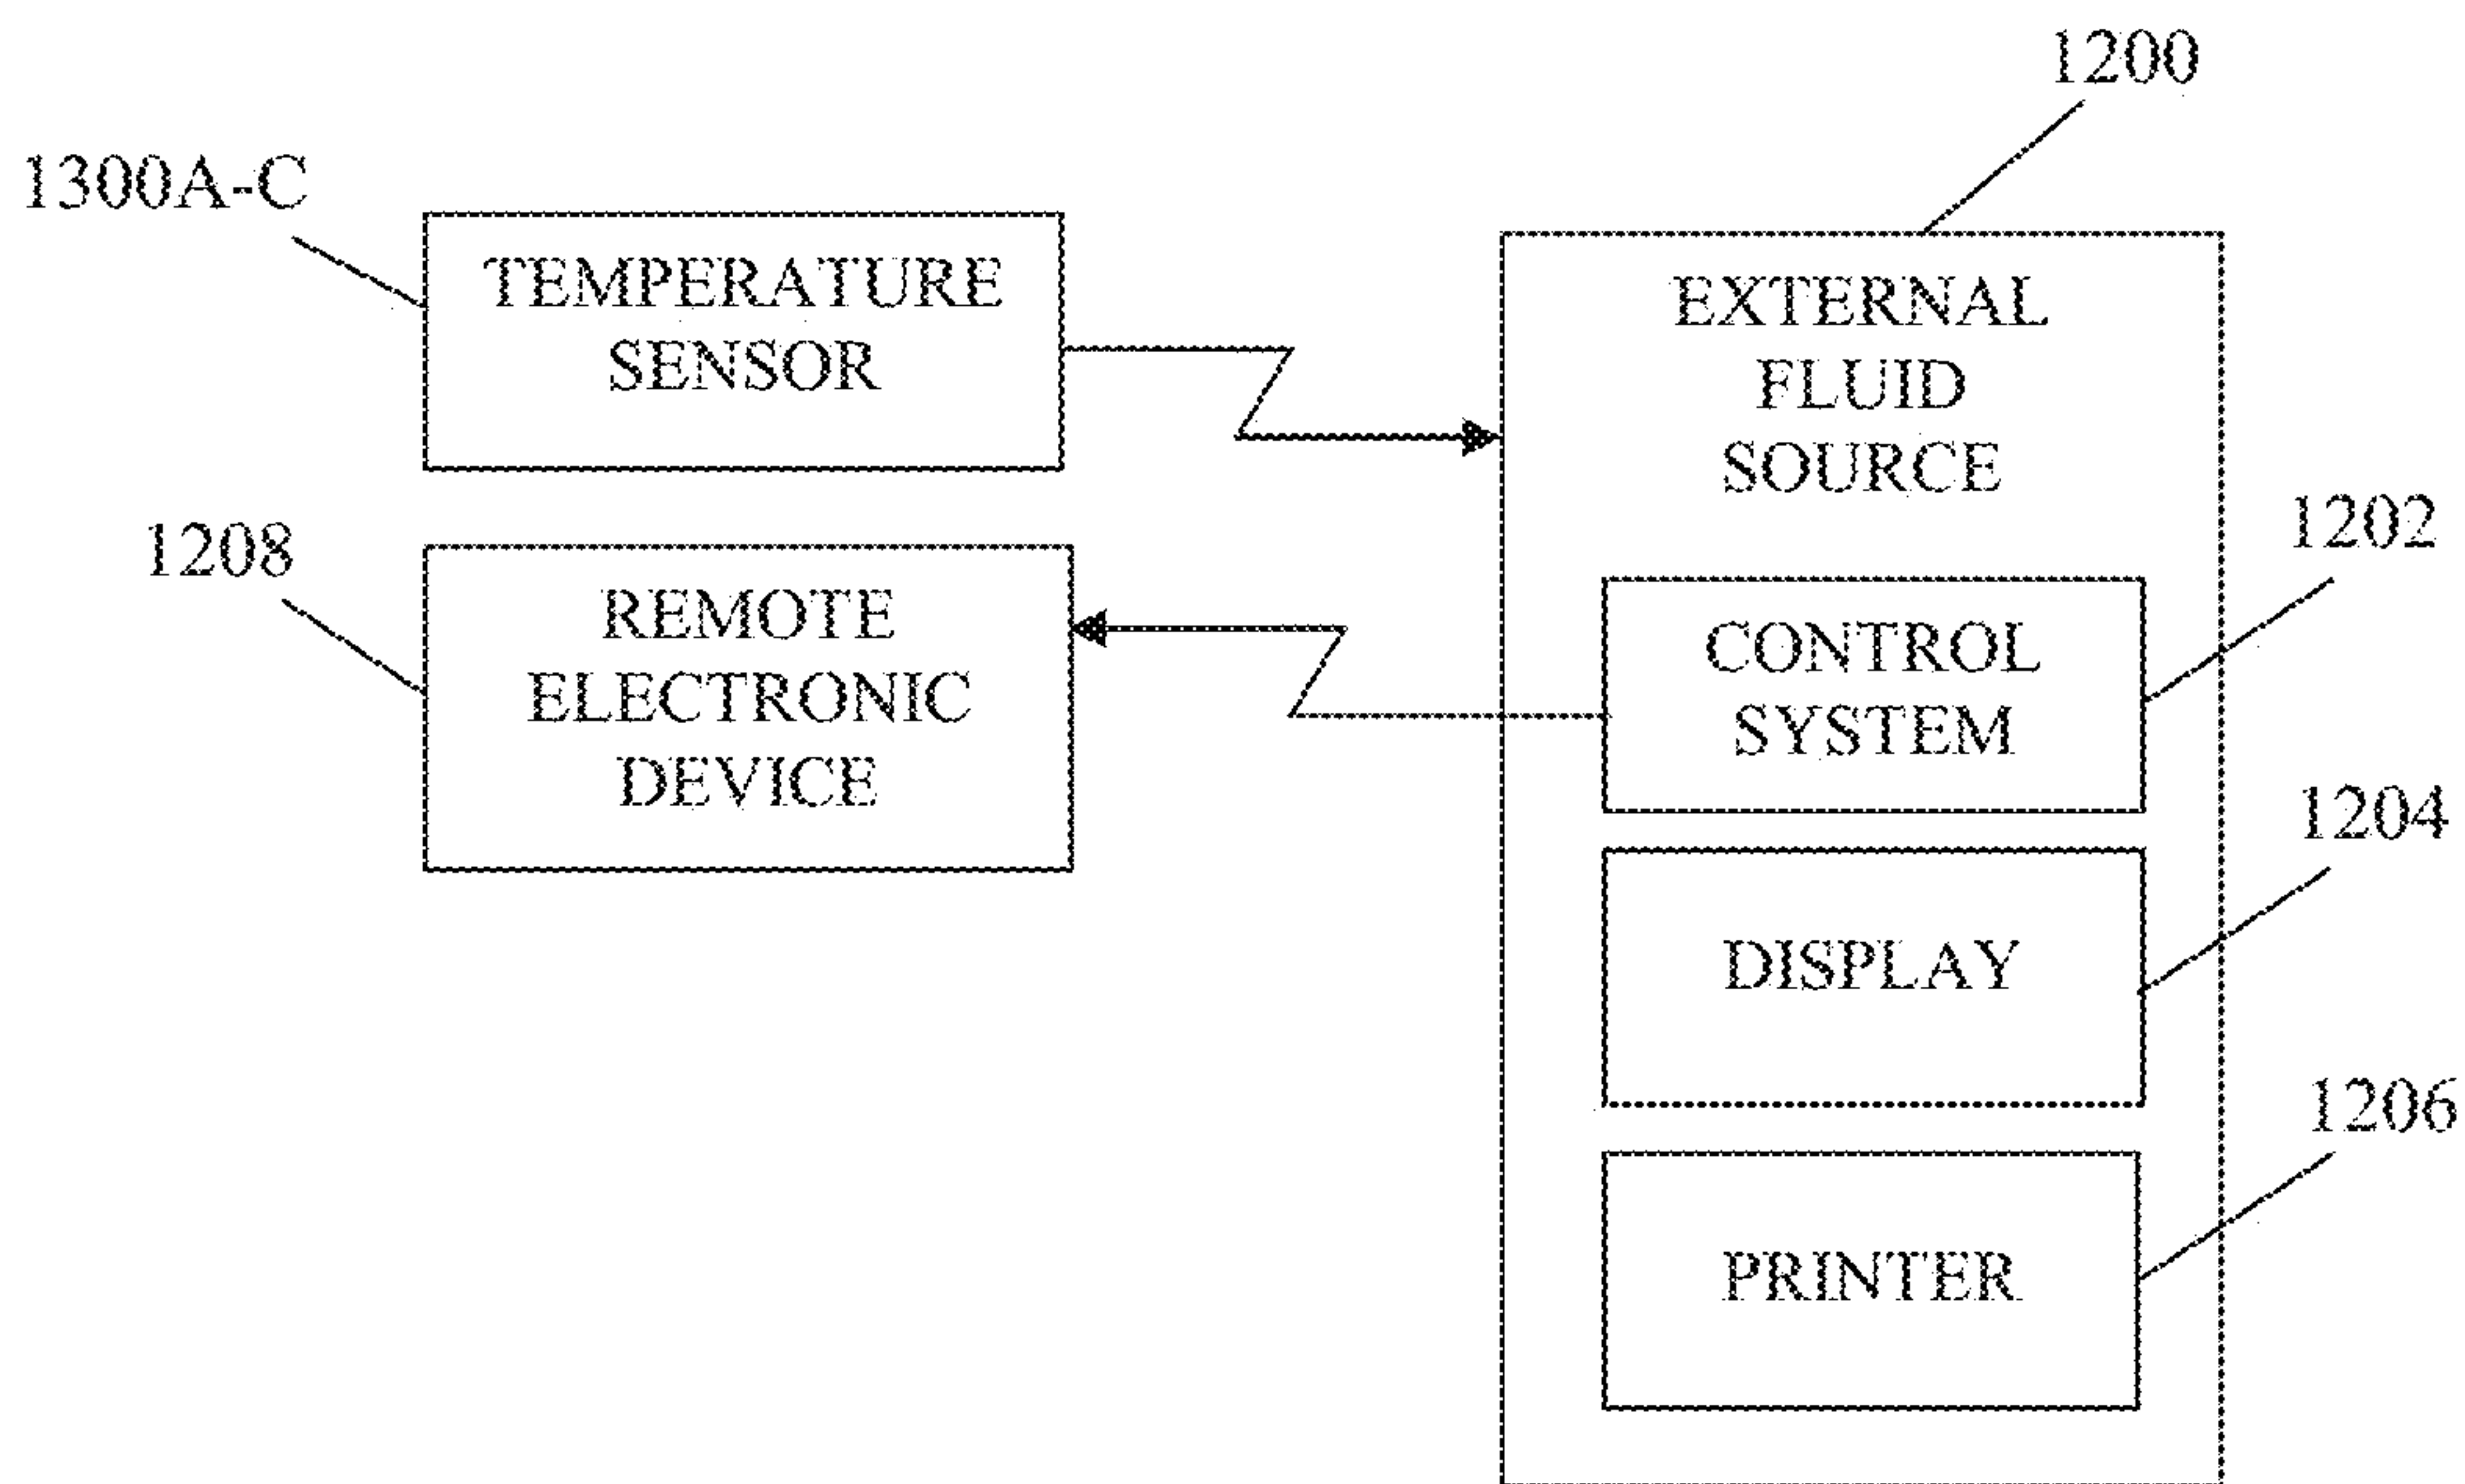 1200
1300A-C
TEMPERATURE
SENSOR
EXTERNAL
FLUID
SOURCE
1208
REMOTE
ELECTRONIC
DEVICE
1202
CONTROL
SYSTEM
1204
DISPLAY
1206
PRINTER